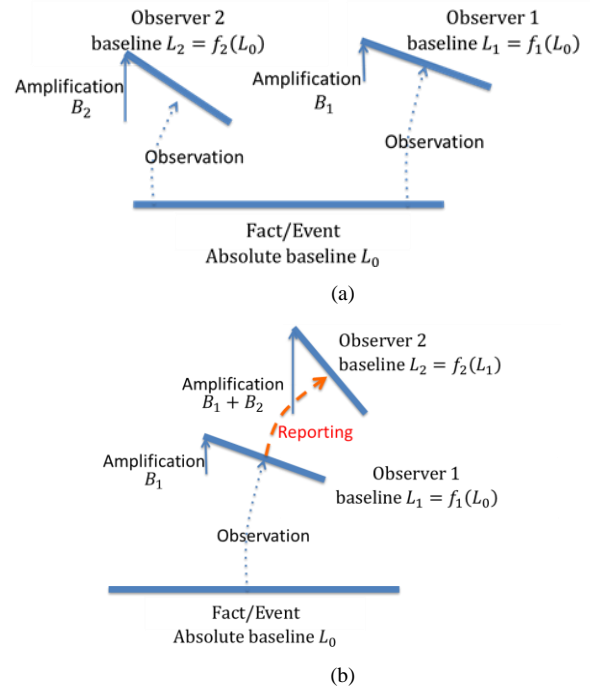 Observer 2
baseline L₂ = f₂(L₀)
Observer 1
baseline L₁ = f₁(L₀)
Amplification
B₂
Amplification
B₁
Observation
Observation
Fact/Event
Absolute baseline L₀
(a)
Observer 2
baseline L₂ = f₂(L₁)
Amplification
B₁ + B₂
Reporting
Amplification
B₁
Observer 1
baseline L₁ = f₁(L₀)
Observation
Fact/Event
Absolute baseline L₀
(b)